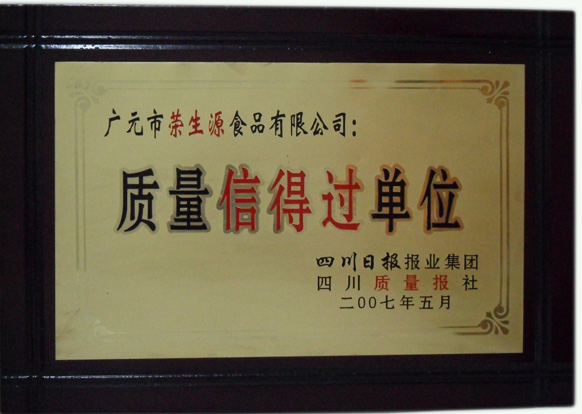 广元市荣生源食品有限公司：
质量信得过单位
四川日报报业集团
四川质量报社
二00七年五月